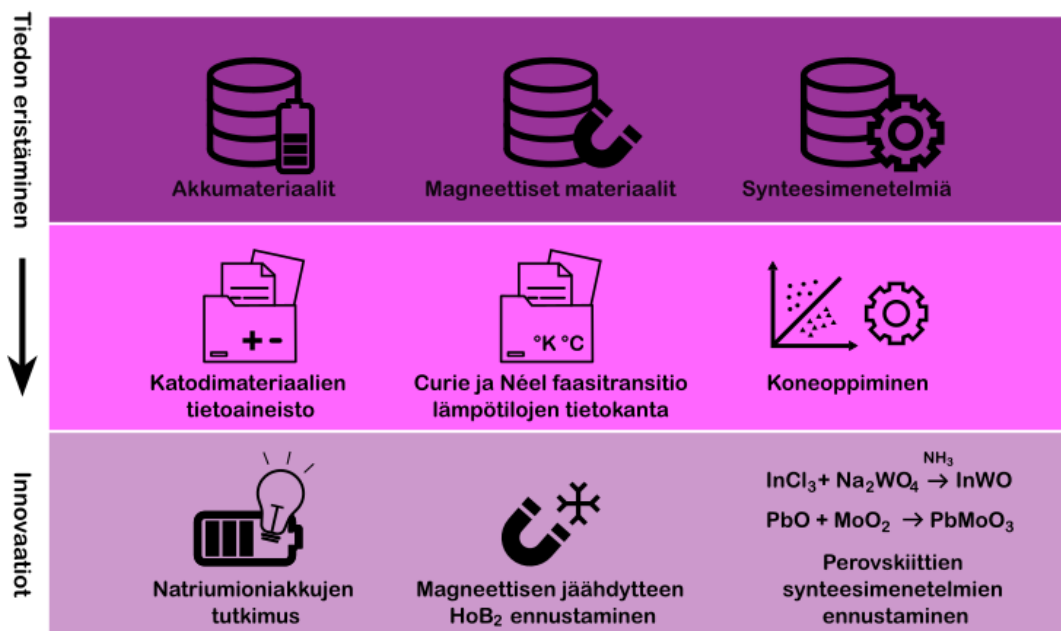 Tiedon eristäminen
Akkumateriaalit
Magneettiset materiaalit
Synteesimenetelmiä
+ -
°K °C
Katodimateriaalien
tietoaineisto
Curie ja Néel faasitransitio
lämpötilojen tietokanta
Koneoppiminen
Innovaatiot
NH₃
InCl₃+ Na₂WO₄ → InWO
PbO + MoO₂ → PbMoO₃
Natriumioniakkujen
tutkimus
Magneettisen jäähdytteen
HoB₂ ennustaminen
Perovskiittien
synteesimenetelmien
ennustaminen